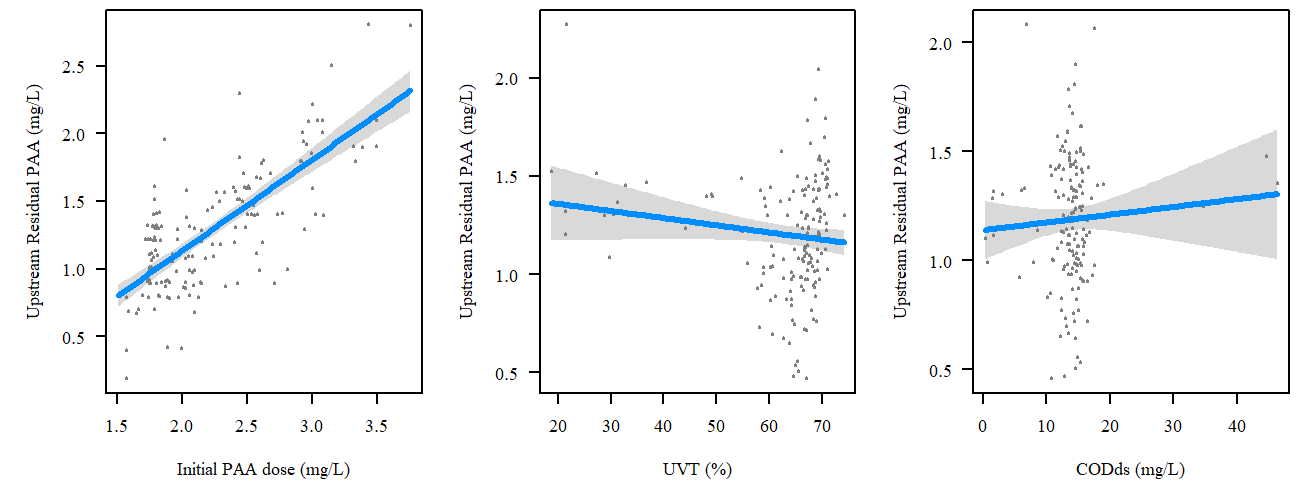 Upstream Residual PAA (mg/L)
2.5
2.0
1.5
1.0
0.5
1.5 2.0 2.5 3.0 3.5
Initial PAA dose (mg/L)
Upstream Residual PAA (mg/L)
2.0
1.5
1.0
0.5
20 30 40 50 60 70
UVT (%)
Upstream Residual PAA (mg/L)
2.0
1.5
1.0
0.5
0 10 20 30 40
CODds (mg/L)